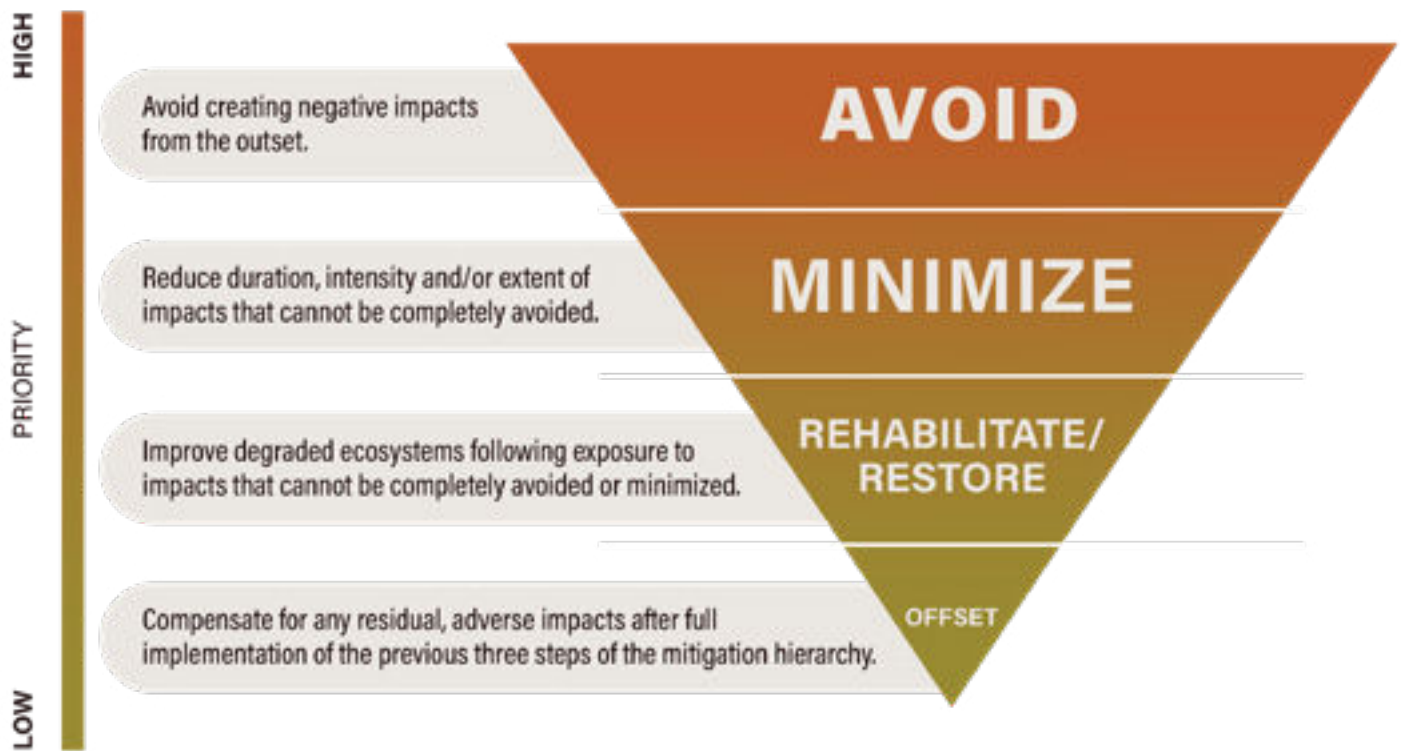 HIGH
PRIORITY
LOW
Avoid creating negative impacts
from the outset.
AVOID
Reduce duration, intensity and/or extent of
impacts that cannot be completely avoided.
MINIMIZE
Improve degraded ecosystems following exposure to
impacts that cannot be completely avoided or minimized.
REHABILITATE/
RESTORE
Compensate for any residual, adverse impacts after full
implementation of the previous three steps of the mitigation hierarchy.
OFFSET